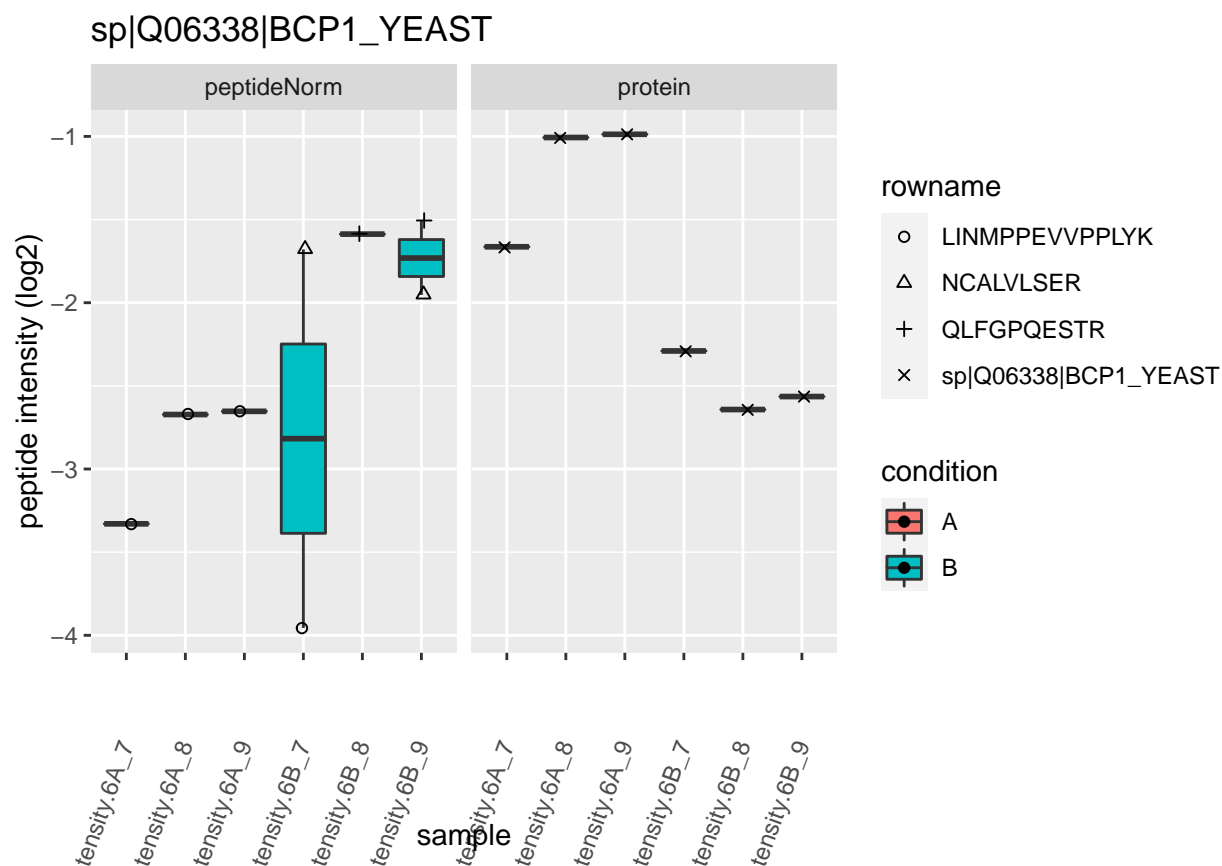 sp|Q06338|BCP1_YEAST
peptideNorm
protein
−1
−2
−3
−4
peptide intensity (log2)
tensity.6A_7
tensity.6A_8
tensity.6A_9
tensity.6B_7
tensity.6B_8
tensity.6B_9
tensity.6A_7
tensity.6A_8
tensity.6A_9
tensity.6B_7
tensity.6B_8
tensity.6B_9
sample
rowname
LINMPPEVVPPLYK
NCALVLSER
QLFGPQESTR
sp|Q06338|BCP1_YEAST
condition
A
B